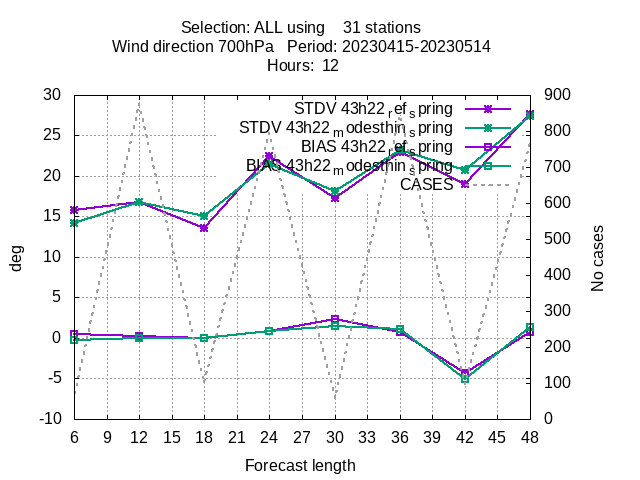 Selection: ALL using    31 stations
Wind direction 700hPa   Period: 20230415-20230514
Hours:  12
STDV 43h22_ref_spring
STDV 43h22_modesthin_spring
BIAS 43h22_ref_spring
BIAS 43h22_modesthin_spring
CASES
30
25
20
15
10
5
0
-5
-10
deg
900
800
700
600
500
400
300
200
100
0
No cases
6 9 12 15 18 21 24 27 30 33 36 39 42 45 48
Forecast length